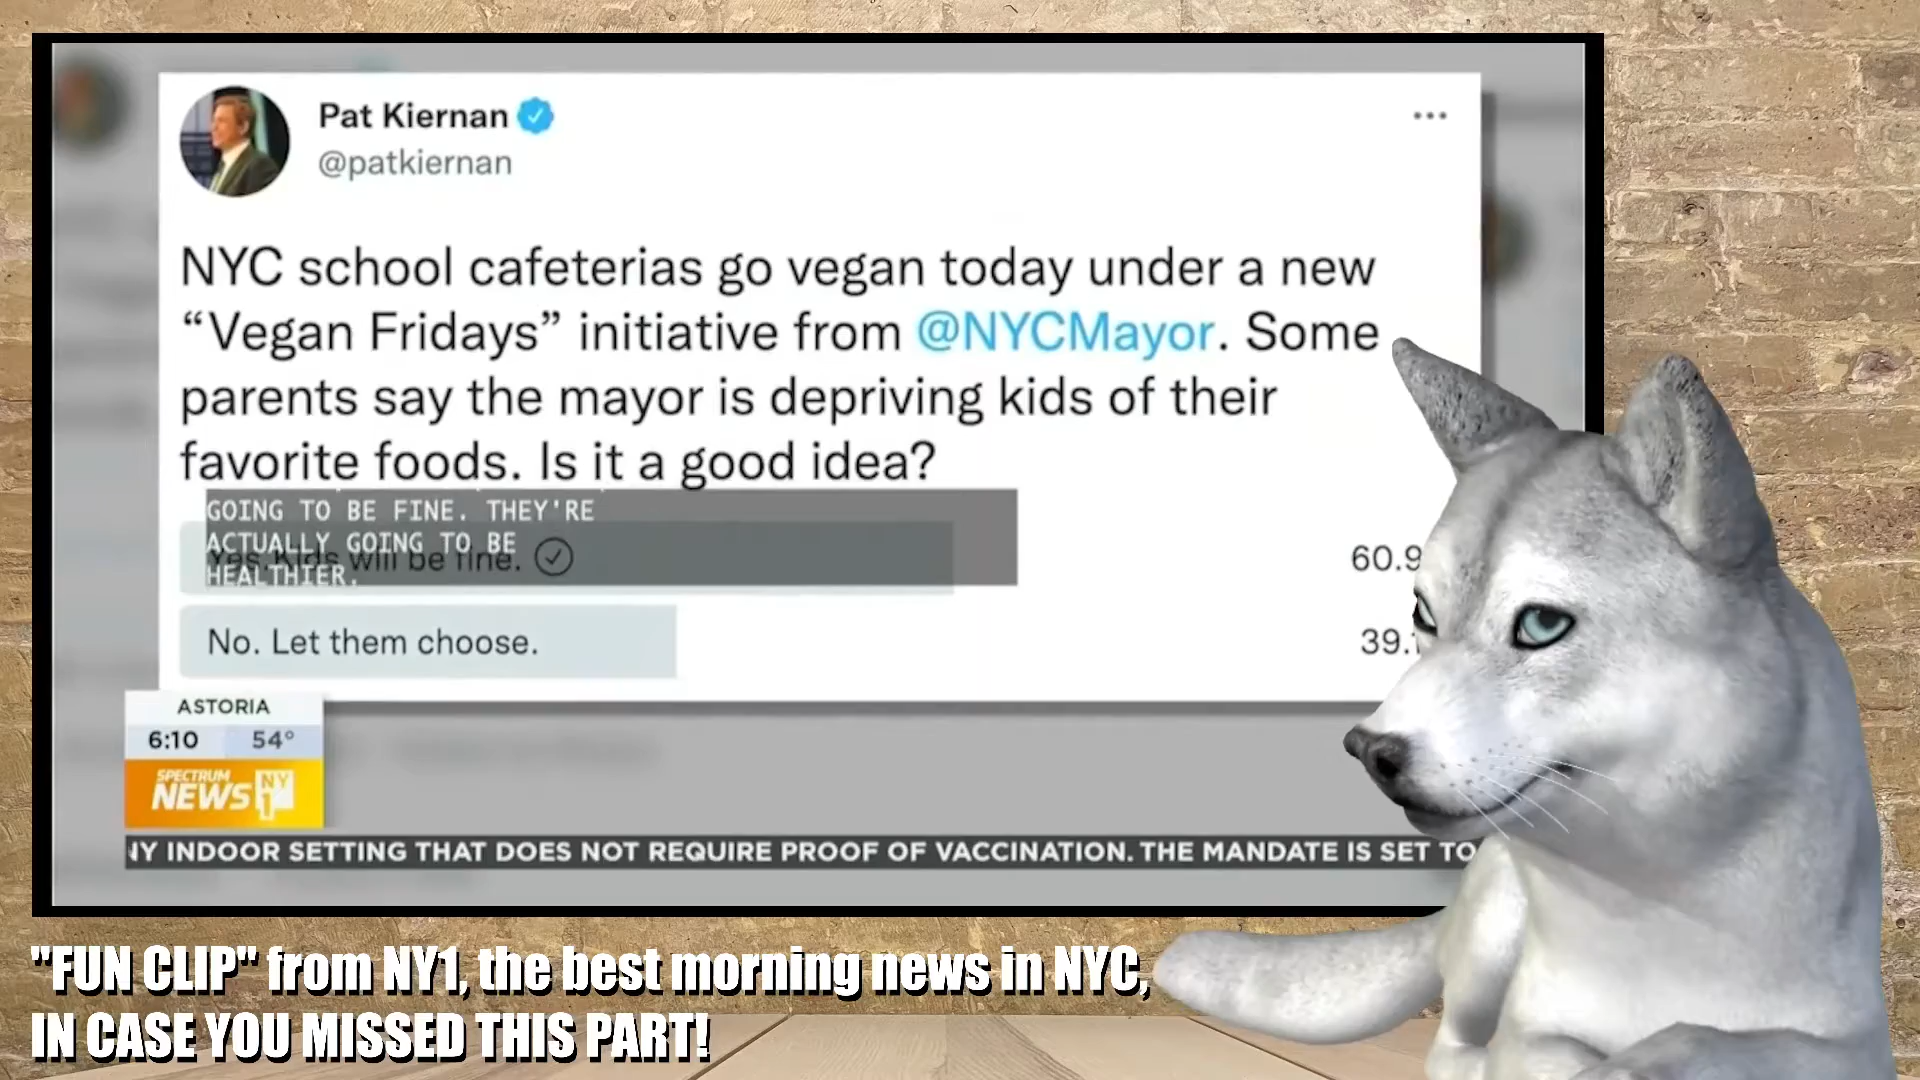 Pat Kiernan
@patkiernan
NYC school cafeterias go vegan today under a new
“Vegan Fridays” initiative from @NYCMayor. Some
parents say the mayor is depriving kids of their
favorite foods. Is it a good idea?
GOING TO BE FINE. THEY'RE
ACTUALLY GOING TO BE
HEALTHIER.
Yes. Kids will be fine.
60.9
No. Let them choose.
39.
ASTORIA
6:10 54°
SPECTRUM
NEWS NY
1
INDOOR SETTING THAT DOES NOT REQUIRE PROOF OF VACCINATION. THE MANDATE IS SET TO
"FUN CLIP" from NY1, the best morning news in NYC,
IN CASE YOU MISSED THIS PART!